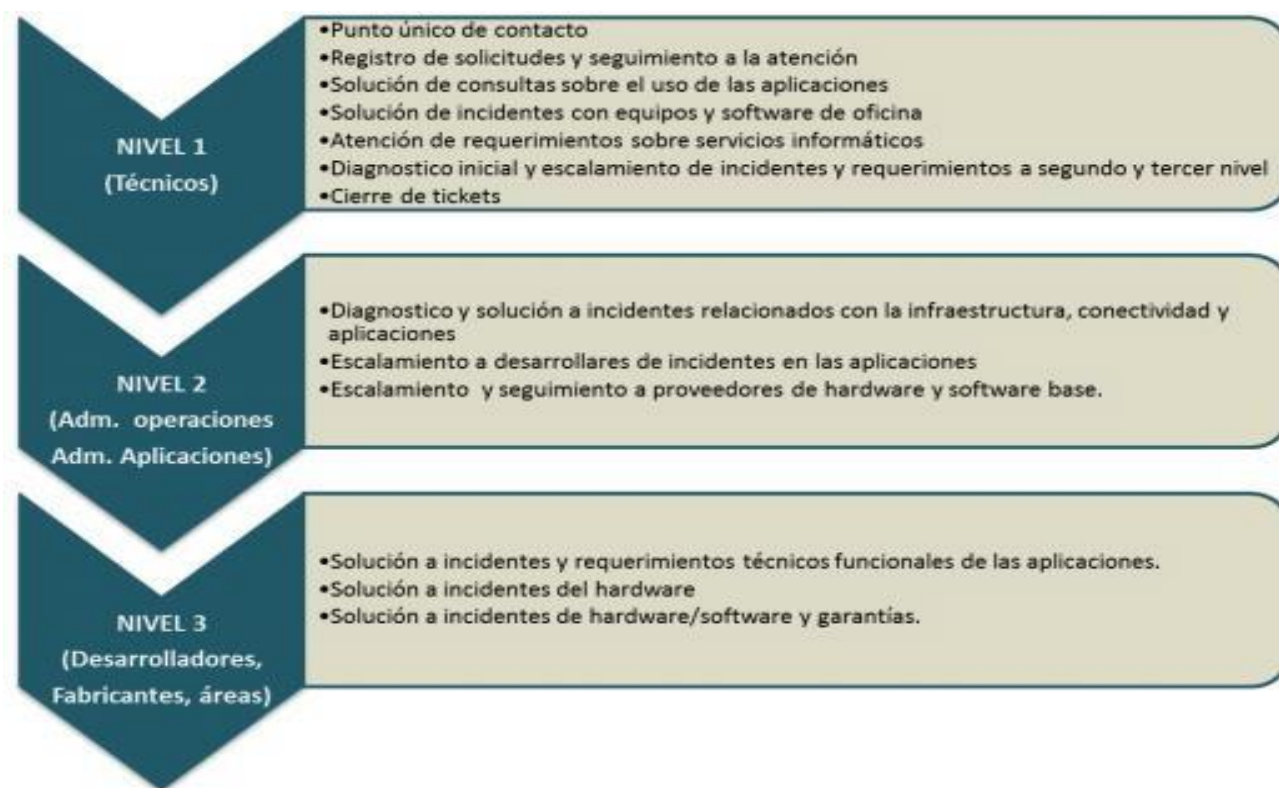 NIVEL 1
(Técnicos)
•Punto único de contacto
•Registro de solicitudes y seguimiento a la atención
•Solución de consultas sobre el uso de las aplicaciones
•Solución de incidentes con equipos y software de oficina
•Atención de requerimientos sobre servicios informáticos
•Diagnostico inicial y escalamiento de incidentes y requerimientos a segundo y tercer nivel
•Cierre de tickets
NIVEL 2
(Adm. operaciones
Adm. Aplicaciones)
•Diagnostico y solución a incidentes relacionados con la infraestructura, conectividad y
aplicaciones
•Escalamiento a desarrollares de incidentes en las aplicaciones
•Escalamiento y seguimiento a proveedores de hardware y software base.
NIVEL 3
(Desarrolladores,
Fabricantes, áreas)
•Solución a incidentes y requerimientos técnicos funcionales de las aplicaciones.
•Solución a incidentes del hardware
•Solución a incidentes de hardware/software y garantías.